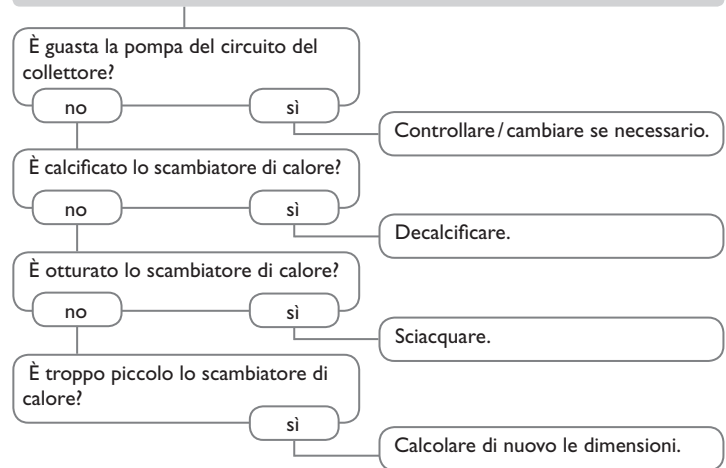 È guasta la pompa del circuito del
collettore?
no
sì
Controllare/cambiare se necessario.
È calcificato lo scambiatore di calore?
no
sì
Decalcificare.
È otturato lo scambiatore di calore?
no
sì
Sciacquare.
È troppo piccolo lo scambiatore di
calore?
sì
Calcolare di nuovo le dimensioni.